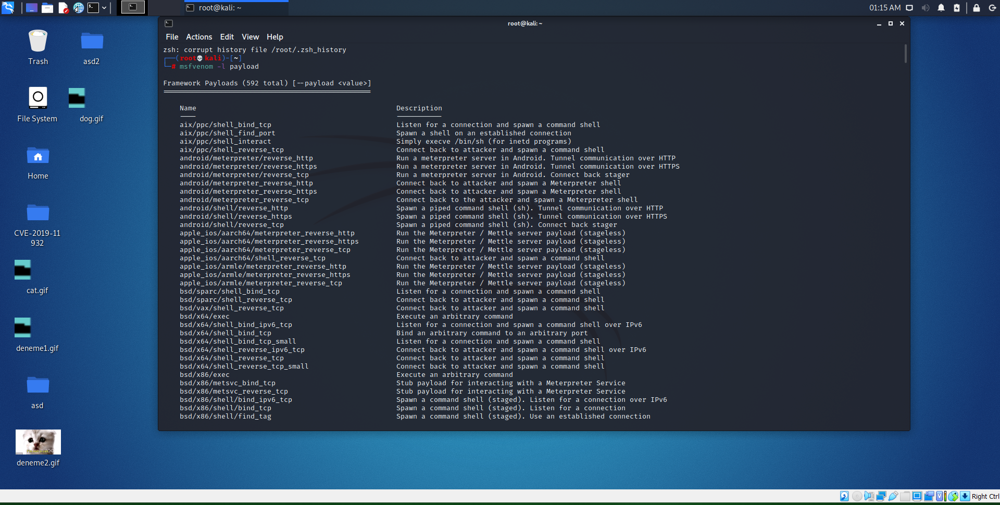 root@kali: ~
01:15 AM
Trash
asd2
File System
dog.gif
Home
CVE-2019-11
932
cat.gif
deneme1.gif
asd
deneme2.gif
root@kali: ~
File Actions Edit View Help
zsh: corrupt history file /root/.zsh_history
(root💀kali)-[~]
# msfvenom -l payload
Framework Payloads (592 total) [--payload <value>]
Name Description
aix/ppc/shell_bind_tcp Listen for a connection and spawn a command shell
aix/ppc/shell_find_port Spawn a shell on an established connection
aix/ppc/shell_interact Simply execve /bin/sh (for inetd programs)
aix/ppc/shell_reverse_tcp Connect back to attacker and spawn a command shell
android/meterpreter/reverse_http Run a meterpreter server in Android. Tunnel communication over HTTP
android/meterpreter/reverse_https Run a meterpreter server in Android. Tunnel communication over HTTPS
android/meterpreter/reverse_tcp Run a meterpreter server in Android. Connect back stager
android/meterpreter_reverse_http Connect back to attacker and spawn a Meterpreter shell
android/meterpreter_reverse_https Connect back to attacker and spawn a Meterpreter shell
android/meterpreter_reverse_tcp Connect back to the attacker and spawn a Meterpreter shell
android/shell/reverse_http Spawn a piped command shell (sh). Tunnel communication over HTTP
android/shell/reverse_https Spawn a piped command shell (sh). Tunnel communication over HTTPS
android/shell/reverse_tcp Spawn a piped command shell (sh). Connect back stager
apple_ios/aarch64/meterpreter_reverse_http Run the Meterpreter / Mettle server payload (stageless)
apple_ios/aarch64/meterpreter_reverse_https Run the Meterpreter / Mettle server payload (stageless)
apple_ios/aarch64/meterpreter_reverse_tcp Run the Meterpreter / Mettle server payload (stageless)
apple_ios/aarch64/shell_reverse_tcp Connect back to attacker and spawn a command shell
apple_ios/armle/meterpreter_reverse_http Run the Meterpreter / Mettle server payload (stageless)
apple_ios/armle/meterpreter_reverse_https Run the Meterpreter / Mettle server payload (stageless)
apple_ios/armle/meterpreter_reverse_tcp Run the Meterpreter / Mettle server payload (stageless)
bsd/sparc/shell_bind_tcp Listen for a connection and spawn a command shell
bsd/sparc/shell_reverse_tcp Connect back to attacker and spawn a command shell
bsd/vax/shell_reverse_tcp Connect back to attacker and spawn a command shell
bsd/x64/exec Execute an arbitrary command
bsd/x64/shell_bind_ipv6_tcp Listen for a connection and spawn a command shell over IPv6
bsd/x64/shell_bind_tcp Bind an arbitrary command to an arbitrary port
bsd/x64/shell_bind_tcp_small Listen for a connection and spawn a command shell
bsd/x64/shell_reverse_ipv6_tcp Connect back to attacker and spawn a command shell over IPv6
bsd/x64/shell_reverse_tcp Connect back to attacker and spawn a command shell
bsd/x64/shell_reverse_tcp_small Connect back to attacker and spawn a command shell
bsd/x86/exec Execute an arbitrary command
bsd/x86/metsvc_bind_tcp Stub payload for interacting with a Meterpreter Service
bsd/x86/metsvc_reverse_tcp Stub payload for interacting with a Meterpreter Service
bsd/x86/shell/bind_ipv6_tcp Spawn a command shell (staged). Listen for a connection over IPv6
bsd/x86/shell/bind_tcp Spawn a command shell (staged). Listen for a connection
bsd/x86/shell/find_tag Spawn a command shell (staged). Use an established connection
Right Ctrl